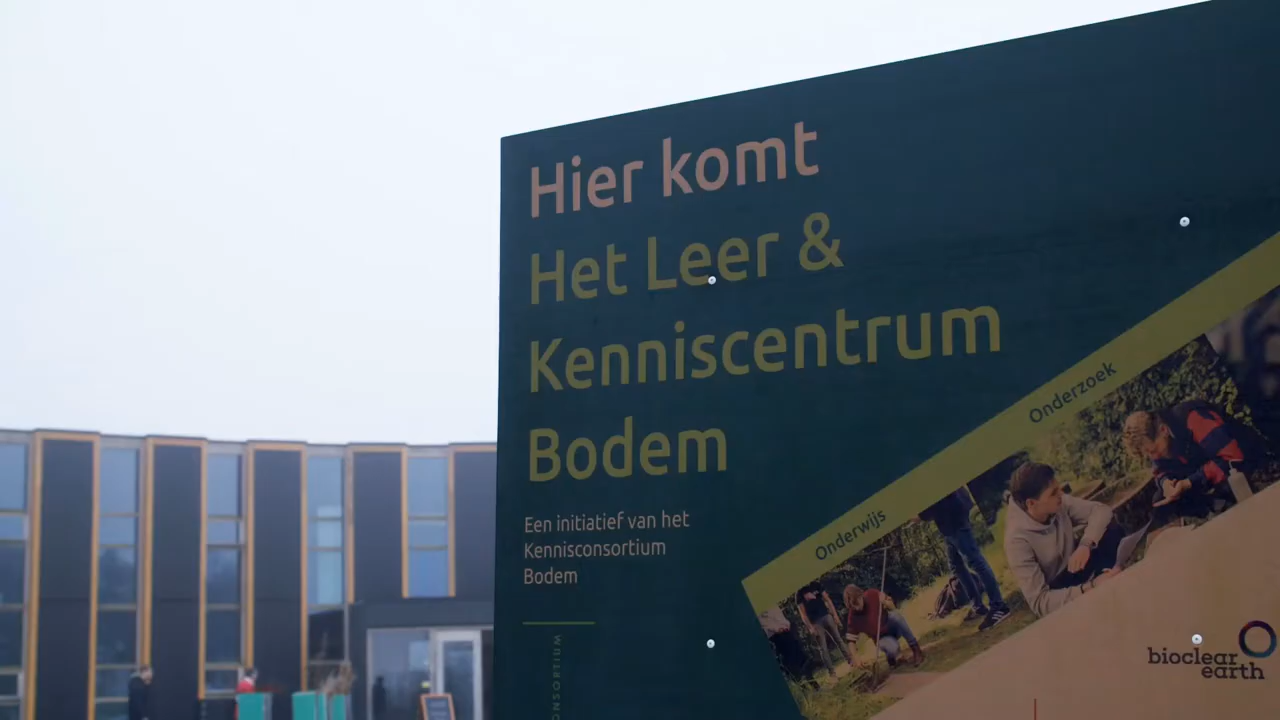 Hier komt
Het Leer &
Kenniscentrum
Bodem
Een initiatief van het
Kennisconsortium
Bodem
Onderwijs
Onderzoek
bioclear
earth